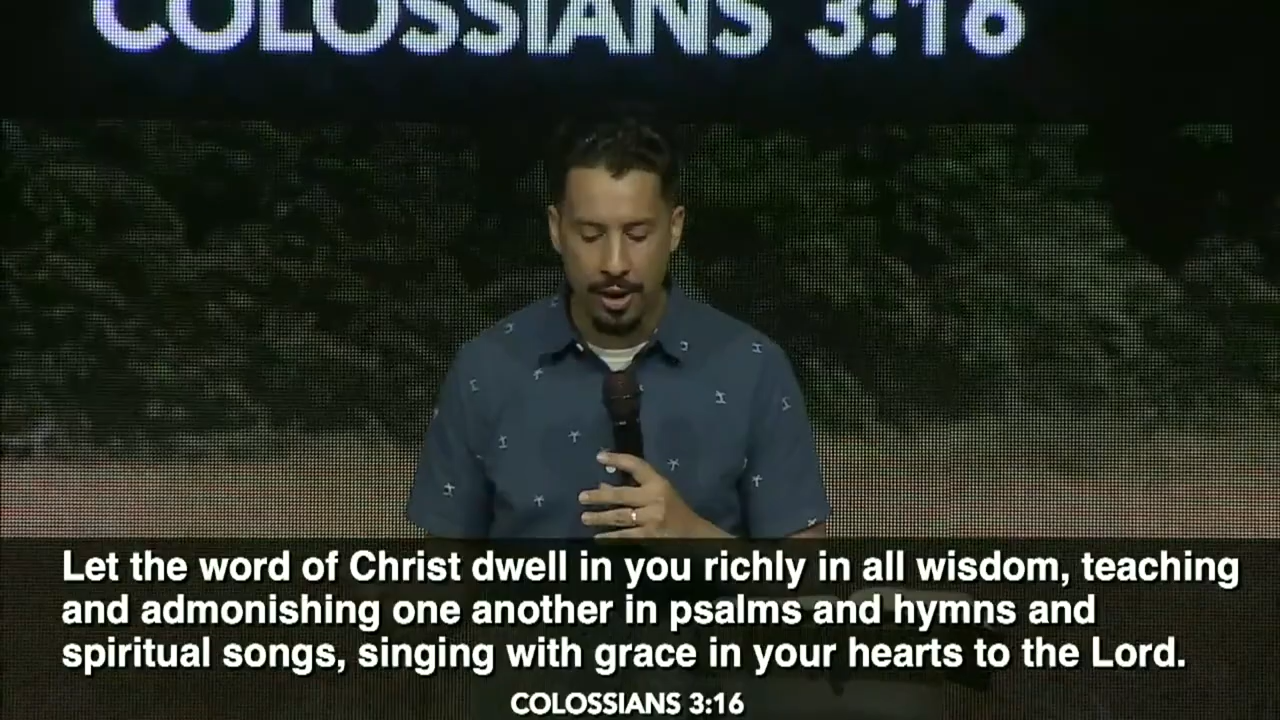 COLOSSIANS 3:16
Let the word of Christ dwell in you richly in all wisdom, teaching
and admonishing one another in psalms and hymns and
spiritual songs, singing with grace in your hearts to the Lord.
COLOSSIANS 3:16